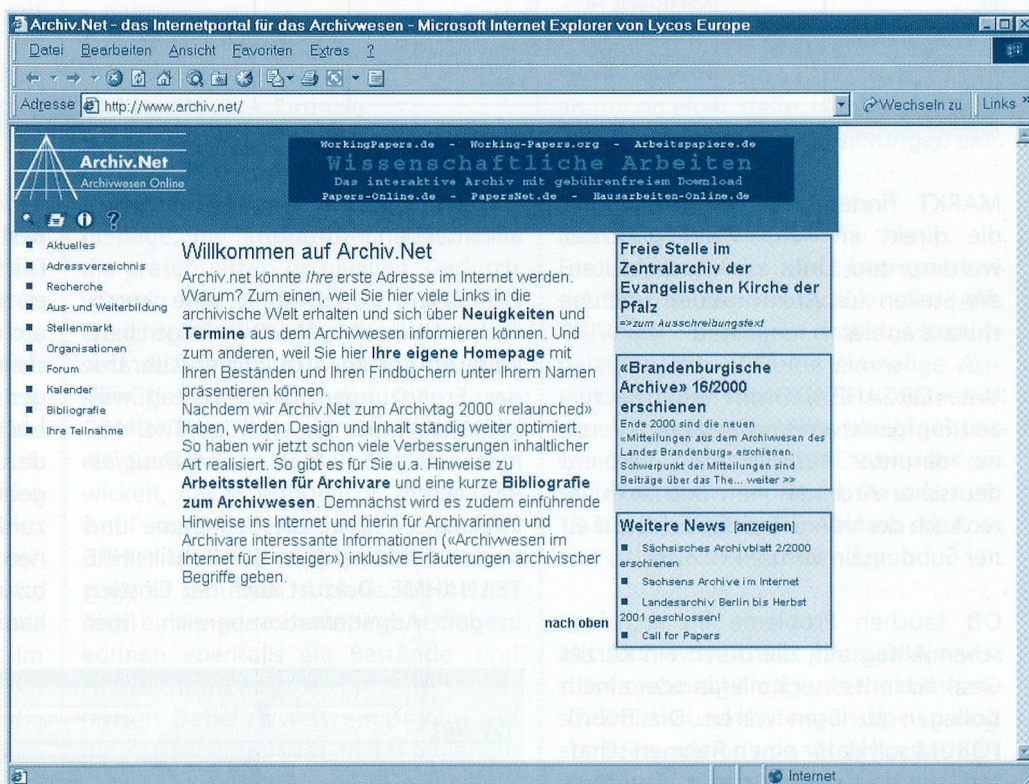 Archiv.Net - das Internetportal für das Archivwesen - Microsoft Internet Explorer von Lycos Europe
Datei Bearbeiten Ansicht Favoriten Extras ?
Adresse http://www.archiv.net/ Wechseln zu Links »
Archiv.Net
Archivwesen Online
WorkingPapers.de - Working-Papers.org - Arbeitspapiere.de
Wissenschaftliche Arbeiten
Das interaktive Archiv mit gebührenfreiem Download
Papers-Online.de - PapersNet.de - Hausarbeiten-Online.de
Aktuelles
Adressverzeichnis
Recherche
Aus- und Weiterbildung
Stellenmarkt
Organisationen
Forum
Kalender
Bibliografie
Ihre Teilnahme
Willkommen auf Archiv.Net
Archiv.net könnte Ihre erste Adresse im Internet werden.
Warum? Zum einen, weil Sie hier viele Links in die
archivische Welt erhalten und sich über Neuigkeiten und
Termine aus dem Archivwesen informieren können. Und
zum anderen, weil Sie hier Ihre eigene Homepage mit
Ihren Beständen und Ihren Findbüchern unter Ihrem Namen
präsentieren können.
Nachdem wir Archiv.Net zum Archivtag 2000 «relaunched»
haben, werden Design und Inhalt ständig weiter optimiert.
So haben wir jetzt schon viele Verbesserungen inhaltlicher
Art realisiert. So gibt es für Sie u.a. Hinweise zu
Arbeitsstellen für Archivare und eine kurze Bibliografie
zum Archivwesen. Demnächst wird es zudem einführende
Hinweise ins Internet und hierin für Archivarinnen und
Archivare interessante Informationen («Archivwesen im
Internet für Einsteiger») inklusive Erläuterungen archivischer
Begriffe geben.
nach oben
Freie Stelle im
Zentralarchiv der
Evangelischen Kirche der
Pfalz
=>zum Ausschreibungstext
«Brandenburgische
Archive» 16/2000
erschienen
Ende 2000 sind die neuen
«Mitteilungen aus dem Archivwesen des
Landes Brandenburg» erschienen.
Schwerpunkt der Mitteilungen sind
Beiträge über das The... weiter >>
Weitere News [anzeigen]
Sächsisches Archivblatt 2/2000
erschienen
Sachsens Archive im Internet
Landesarchiv Berlin bis Herbst
2001 geschlossen!
Call for Papers
Internet